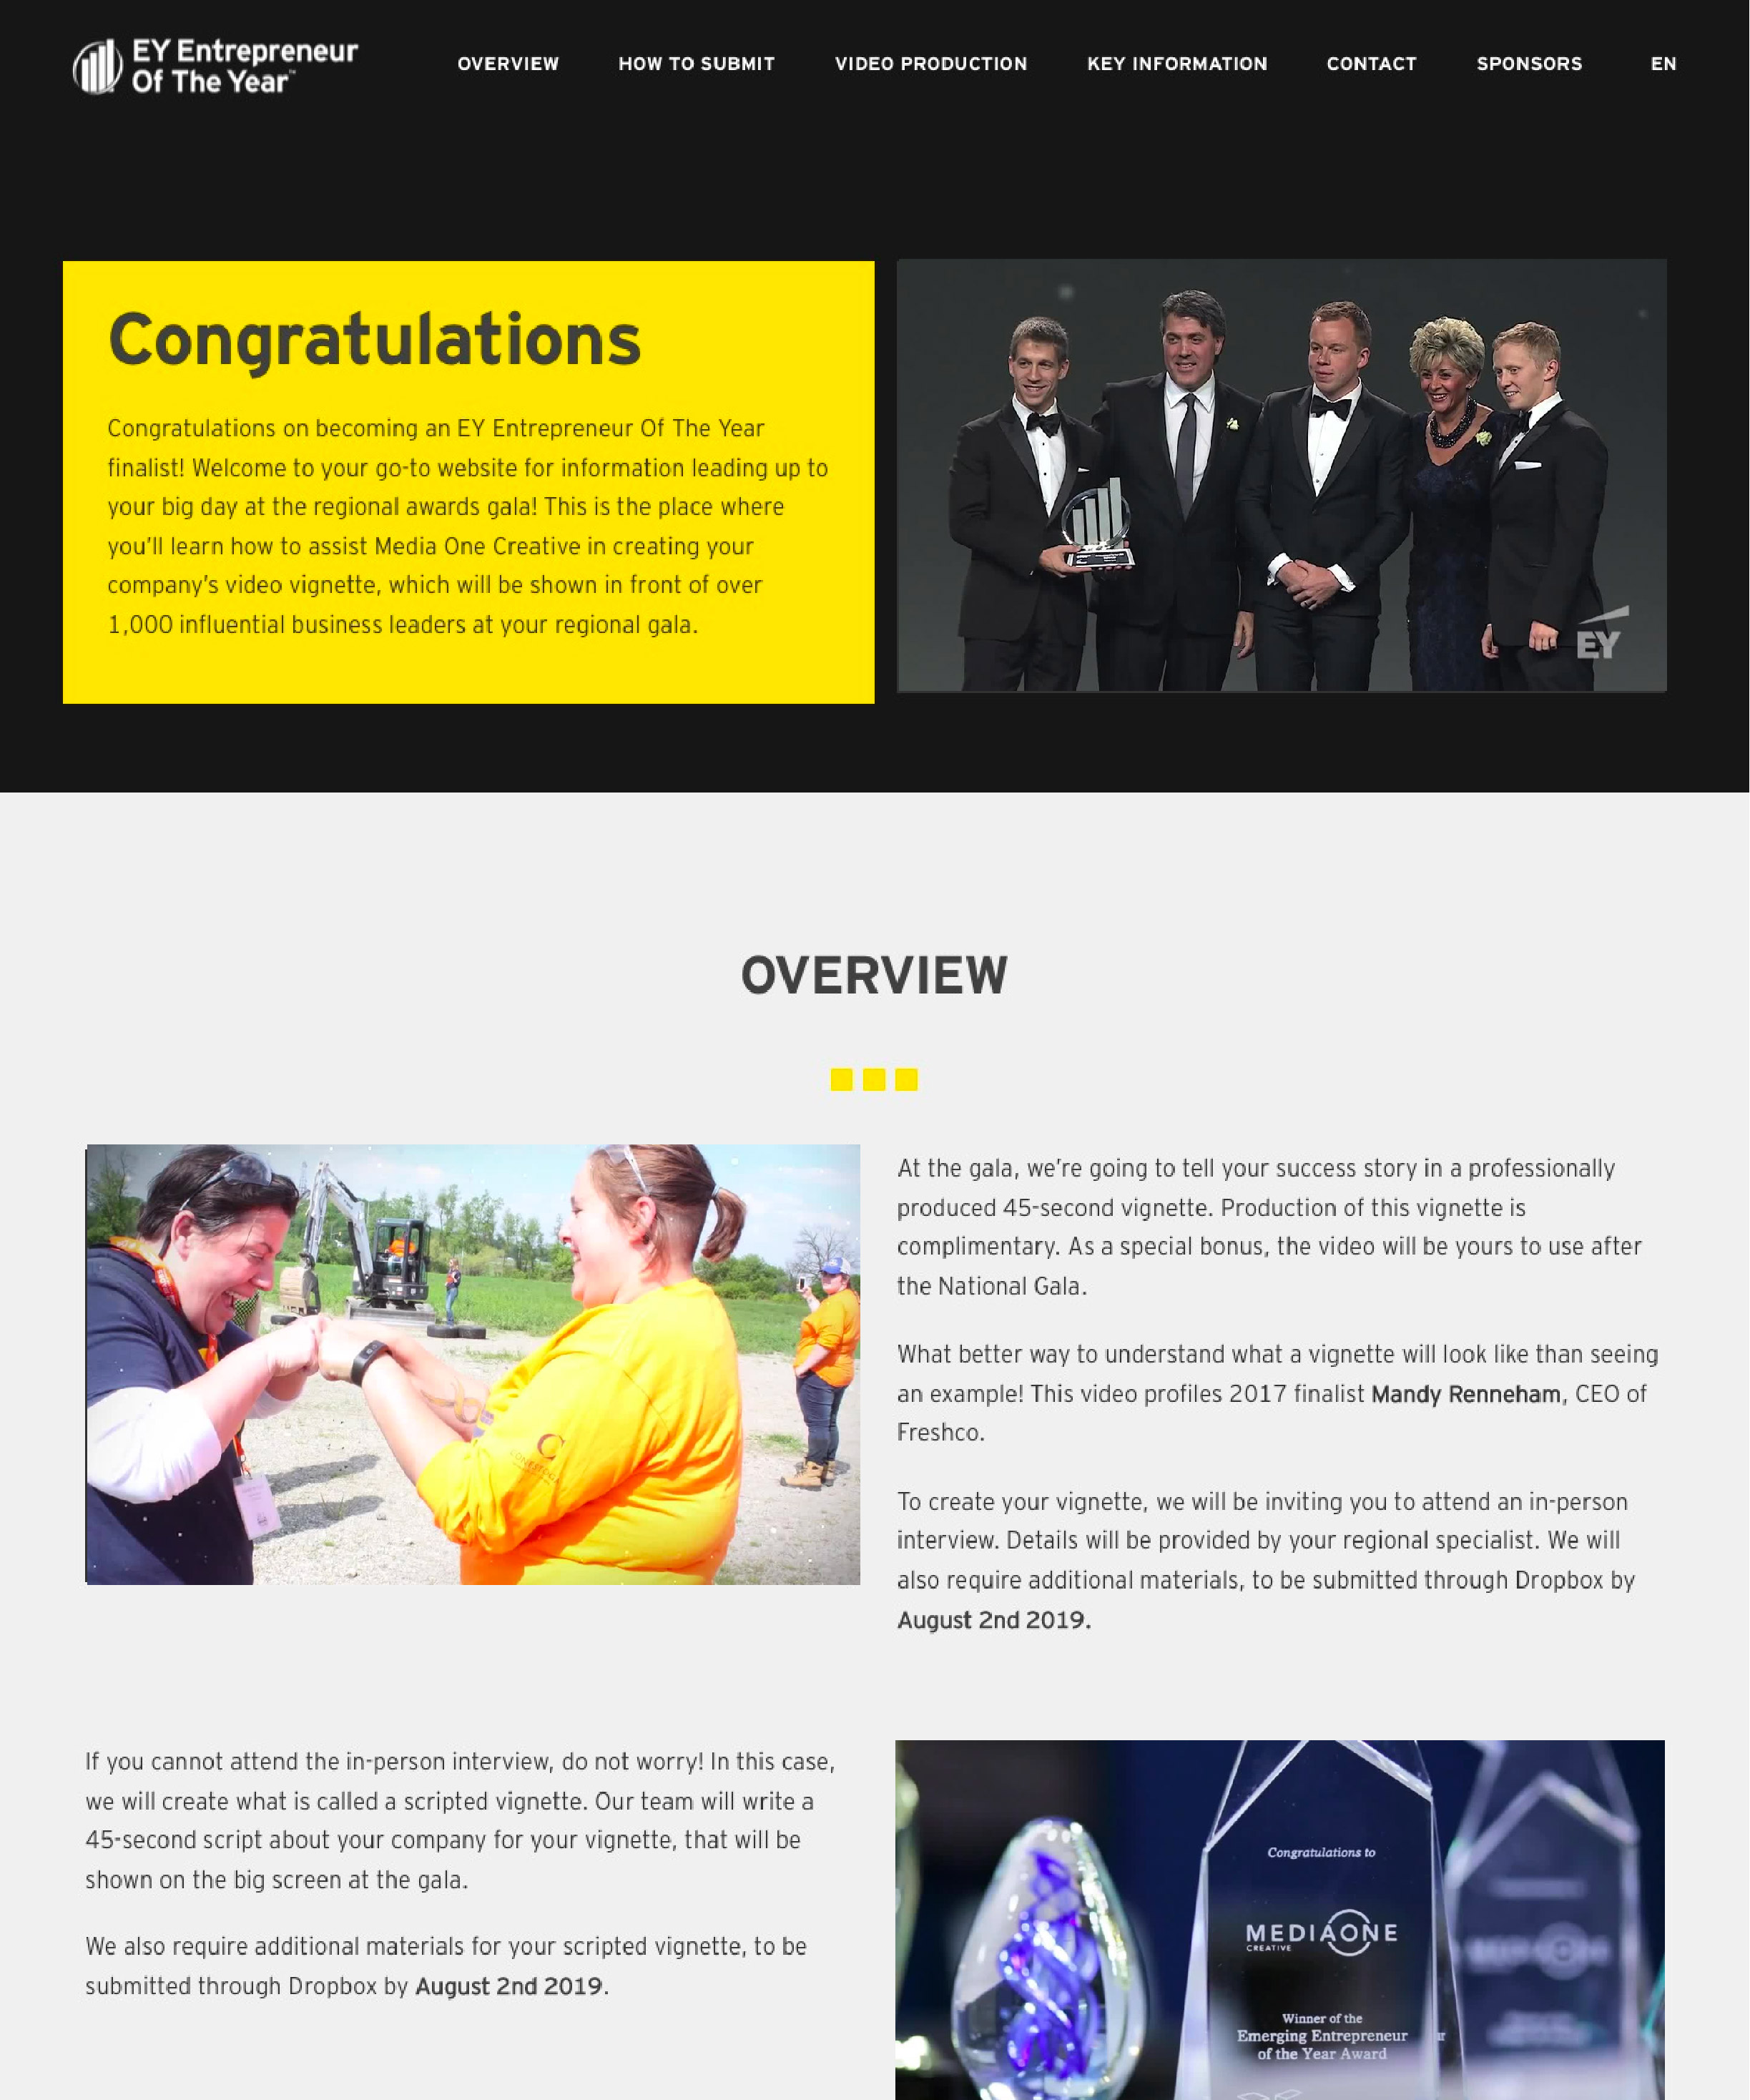 EY Entrepreneur
Of The Year™
OVERVIEW
HOW TO SUBMIT
VIDEO PRODUCTION
KEY INFORMATION
CONTACT
SPONSORS
EN
Congratulations
Congratulations on becoming an EY Entrepreneur Of The Year
finalist! Welcome to your go-to website for information leading up to
your big day at the regional awards gala! This is the place where
you’ll learn how to assist Media One Creative in creating your
company’s video vignette, which will be shown in front of over
1,000 influential business leaders at your regional gala.
EY
OVERVIEW
At the gala, we’re going to tell your success story in a professionally
produced 45-second vignette. Production of this vignette is
complimentary. As a special bonus, the video will be yours to use after
the National Gala.
What better way to understand what a vignette will look like than seeing
an example! This video profiles 2017 finalist Mandy Renneham, CEO of
Freshco.
To create your vignette, we will be inviting you to attend an in-person
interview. Details will be provided by your regional specialist. We will
also require additional materials, to be submitted through Dropbox by
August 2nd 2019.
If you cannot attend the in-person interview, do not worry! In this case,
we will create what is called a scripted vignette. Our team will write a
45-second script about your company for your vignette, that will be
shown on the big screen at the gala.
We also require additional materials for your scripted vignette, to be
submitted through Dropbox by August 2nd 2019.
Congratulations to
MEDIAONE
CREATIVE
Winner of the
Emerging Entrepreneur
of the Year Award